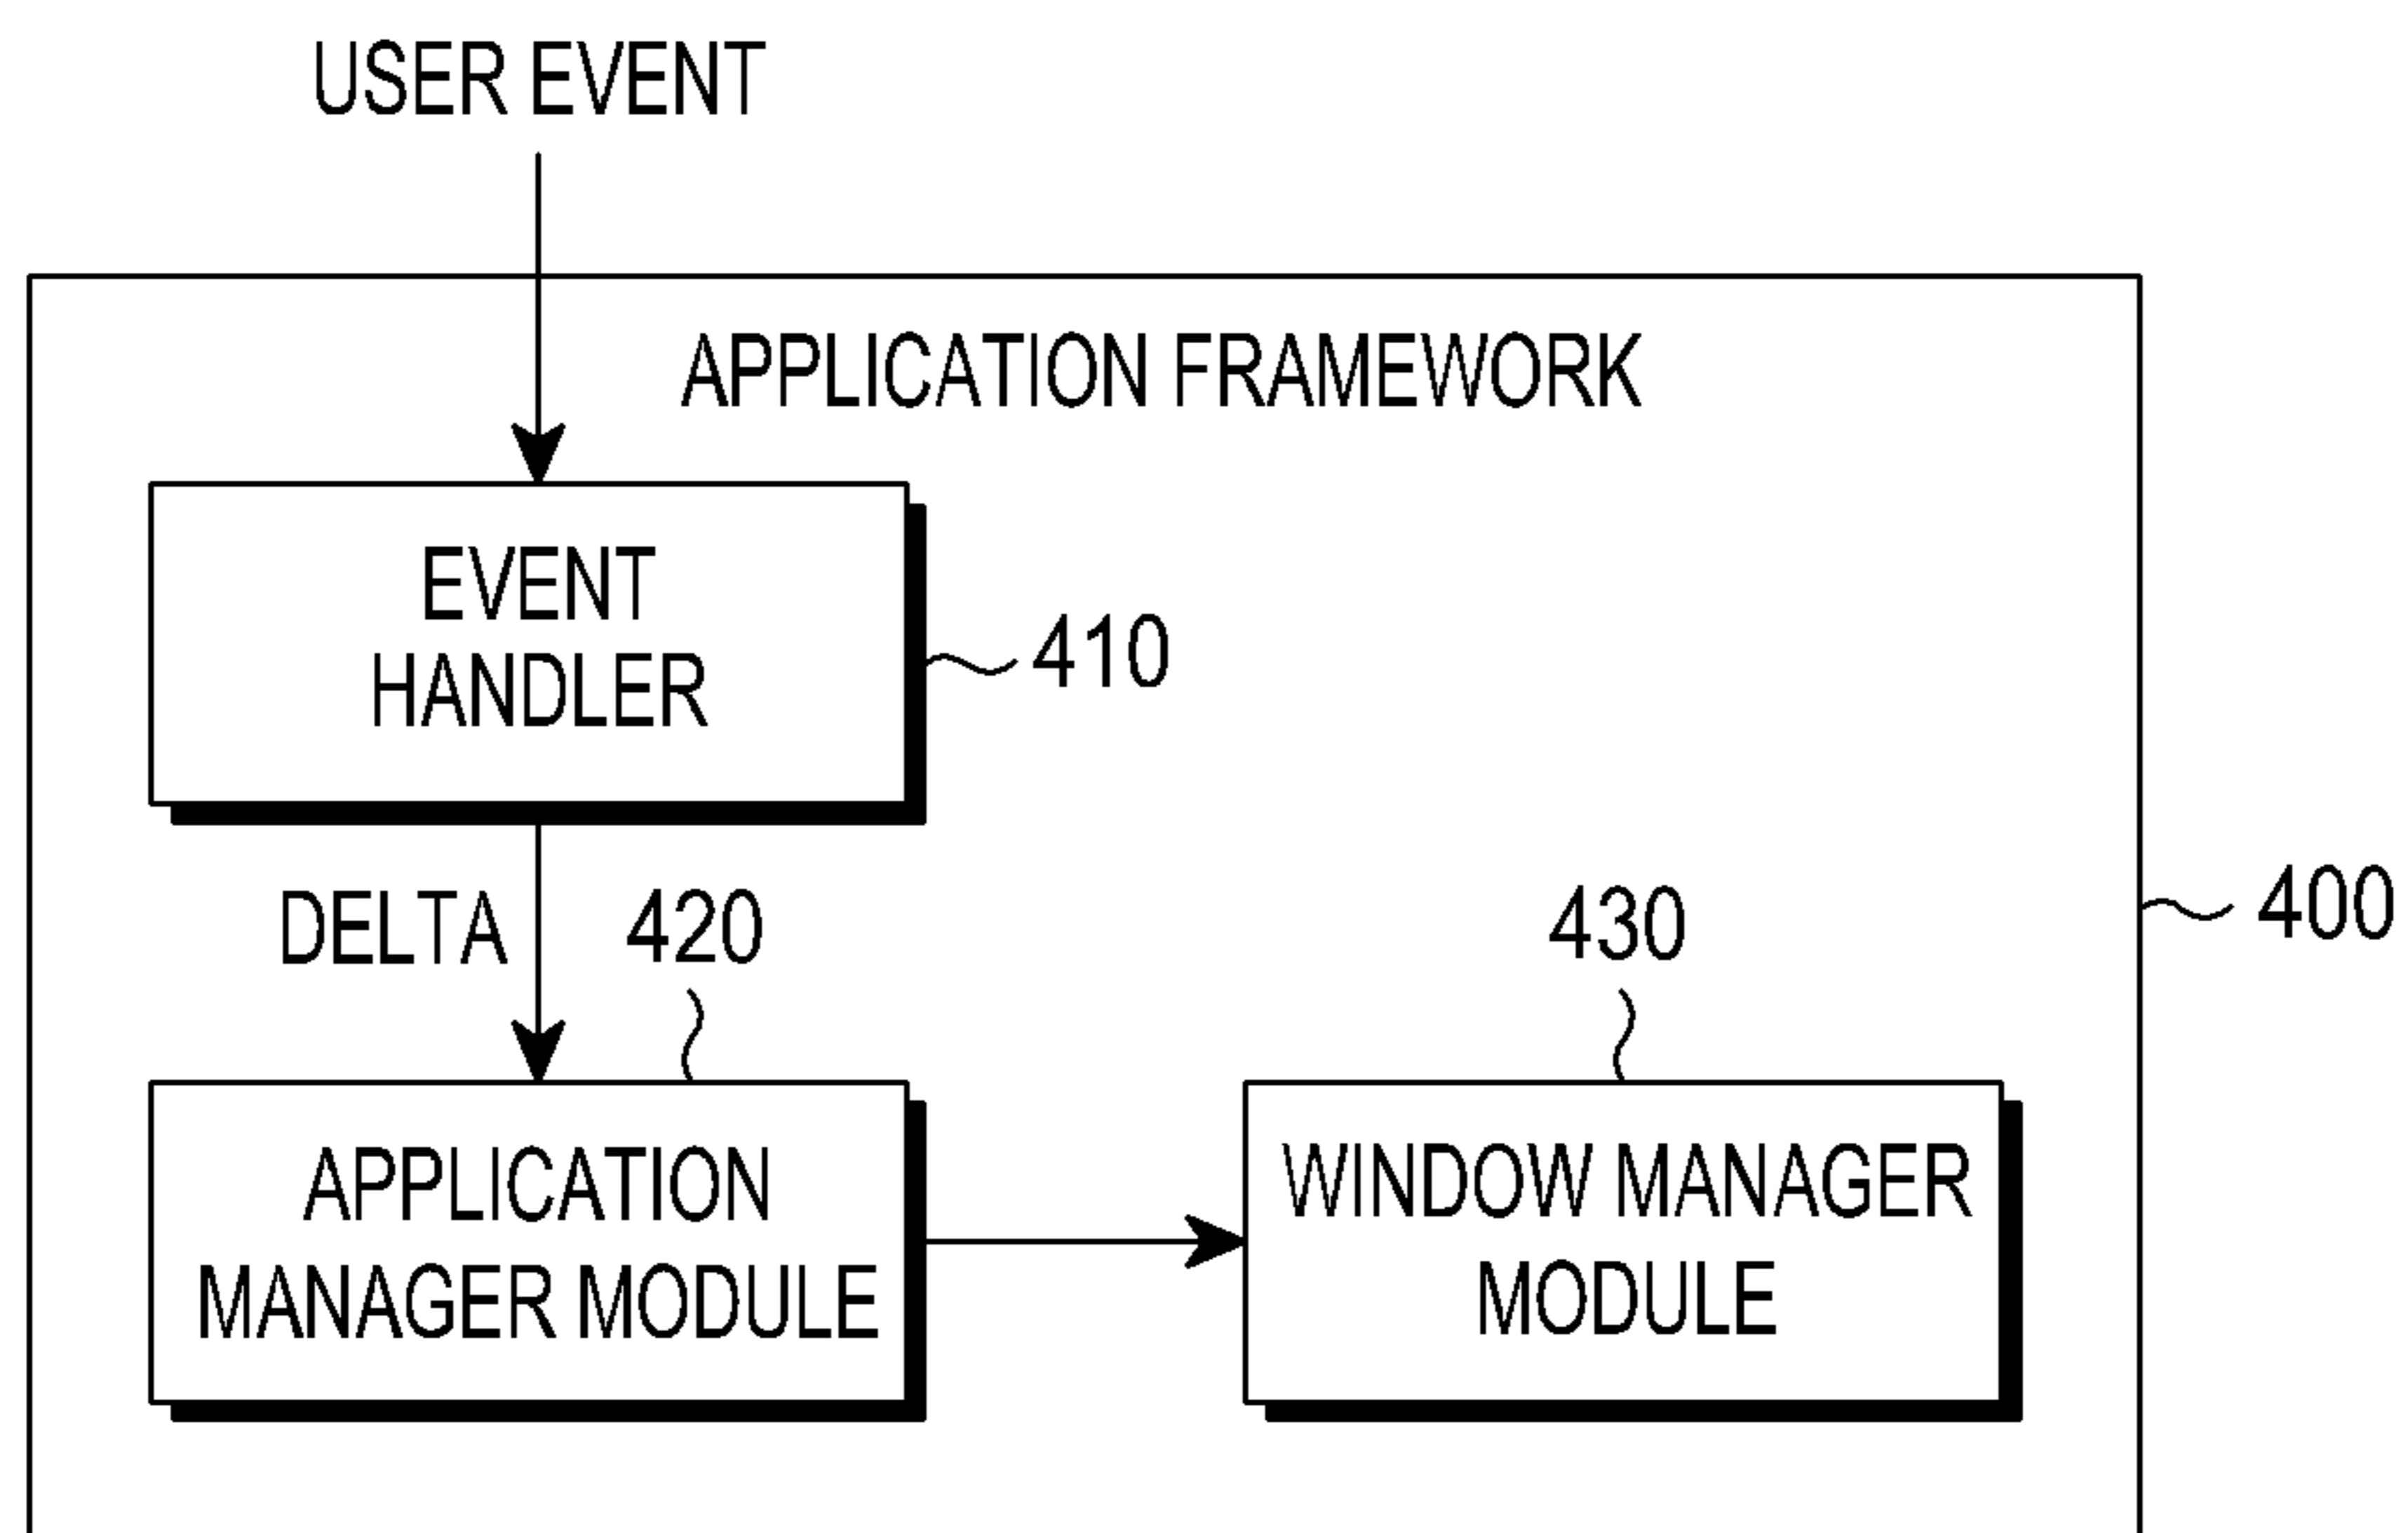 USER EVENT
APPLICATION FRAMEWORK
EVENT
HANDLER
410
DELTA
420
430
400
APPLICATION
MANAGER MODULE
WINDOW MANAGER
MODULE